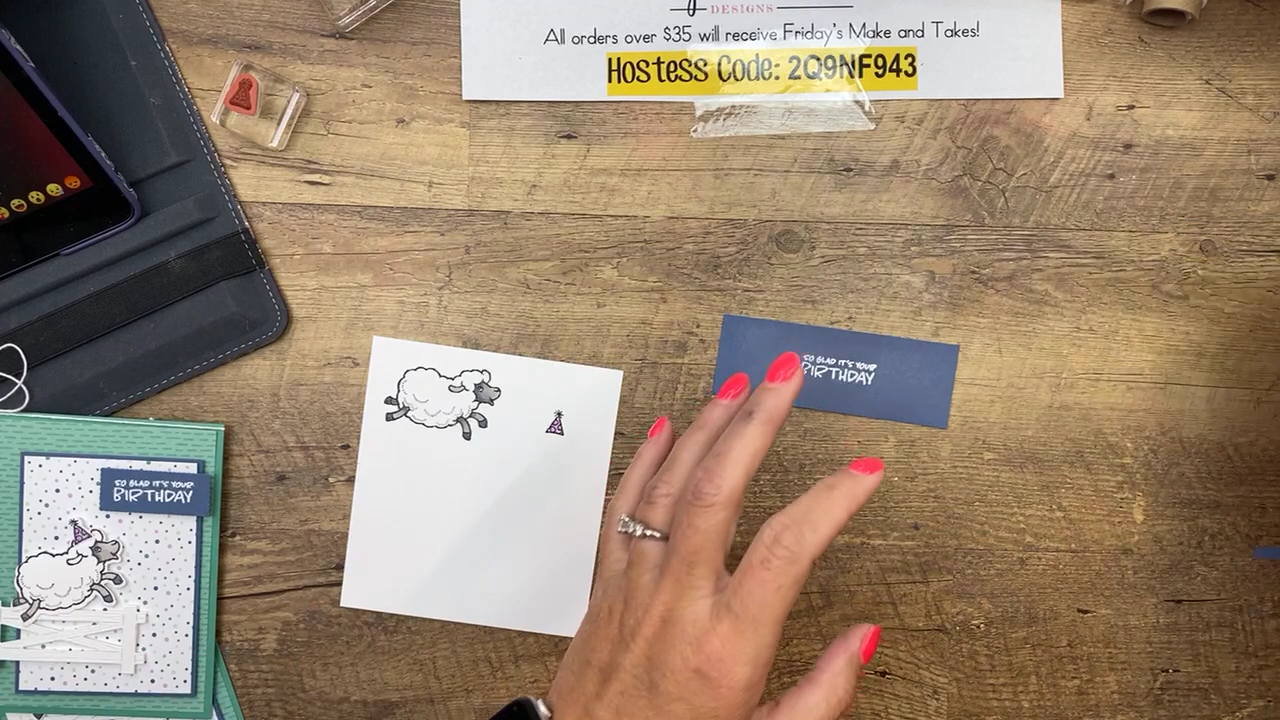 DESIGNS
All orders over $35 will receive Friday's Make and Takes!
Hostess Code: 2Q9NF943
SO GLAD IT'S YOUR
BIRTHDAY
SO GLAD IT'S YOUR
BIRTHDAY